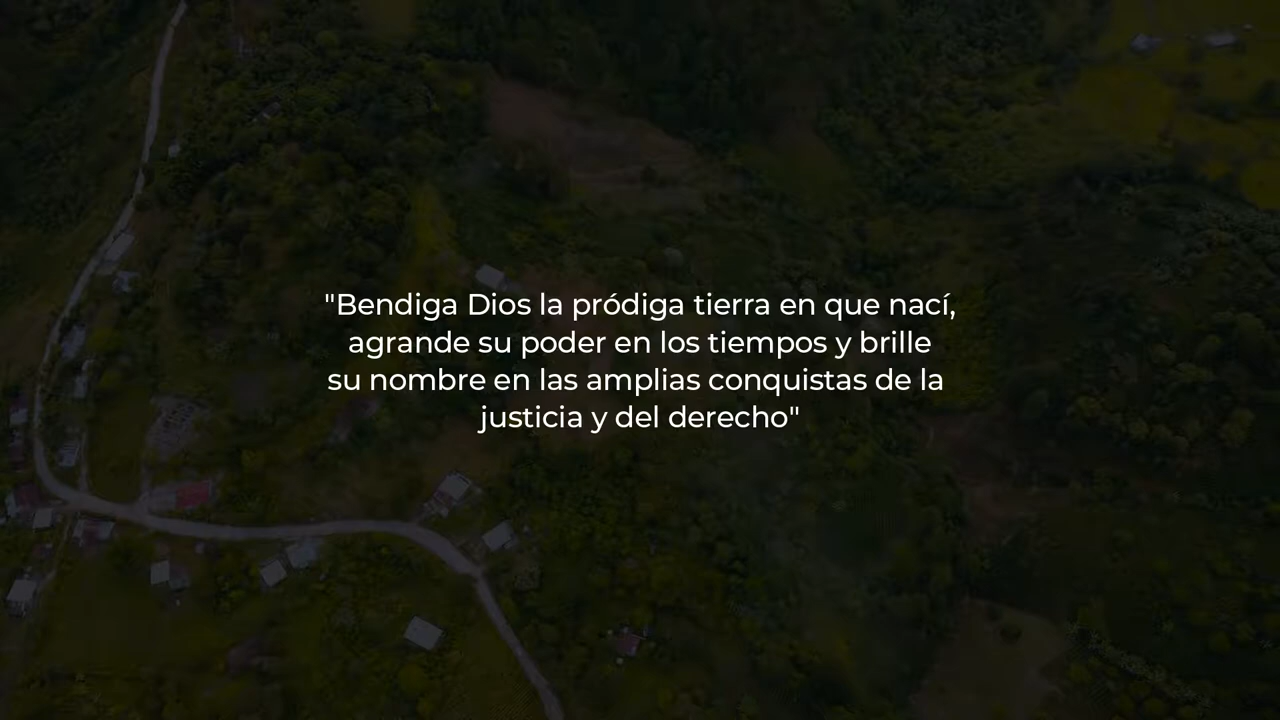 "Bendiga Dios la pródiga tierra en que nací,
agrande su poder en los tiempos y brille
su nombre en las amplias conquistas de la
justicia y del derecho"